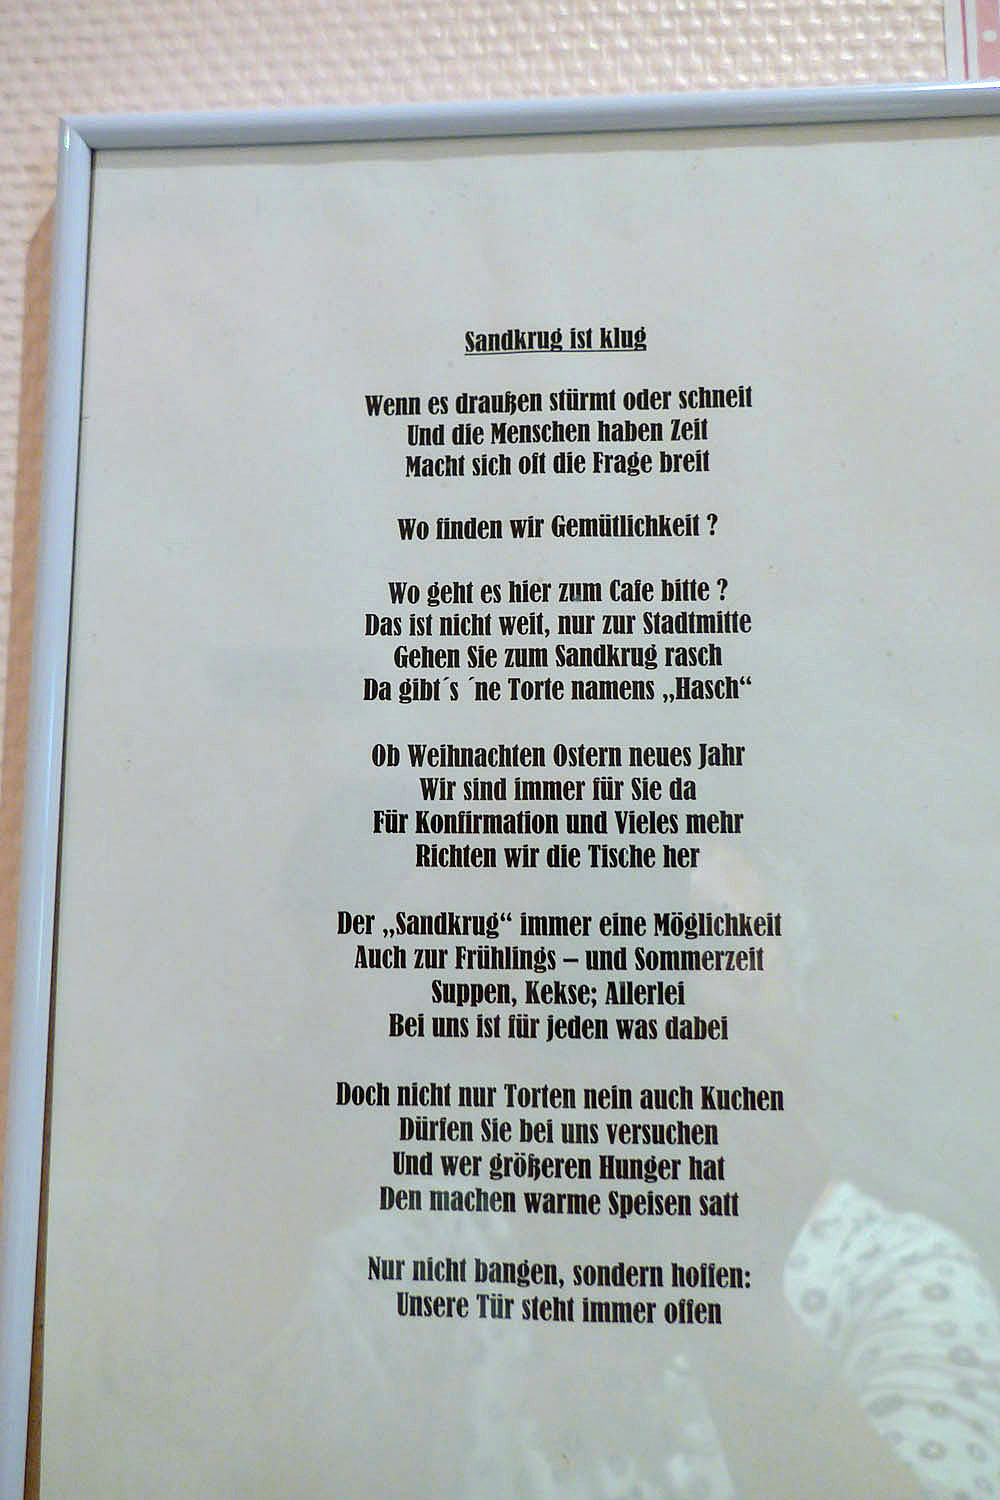 Sandkrug ist klug
Wenn es draußen stürmt oder schneit
Und die Menschen haben Zeit
Macht sich oft die Frage breit
Wo finden wir Gemütlichkeit ?
Wo geht es hier zum Cafe bitte ?
Das ist nicht weit, nur zur Stadtmitte
Gehen Sie zum Sandkrug rasch
Da gibt´s ´ne Torte namens „Hasch“
Ob Weihnachten Ostern neues Jahr
Wir sind immer für Sie da
Für Konfirmation und Vieles mehr
Richten wir die Tische her
Der „Sandkrug“ immer eine Möglichkeit
Auch zur Frühlings – und Sommerzeit
Suppen, Kekse; Allerlei
Bei uns ist für jeden was dabei
Doch nicht nur Torten nein auch Kuchen
Dürfen Sie bei uns versuchen
Und wer größeren Hunger hat
Den machen warme Speisen satt
Nur nicht bangen, sondern hoffen:
Unsere Tür steht immer offen